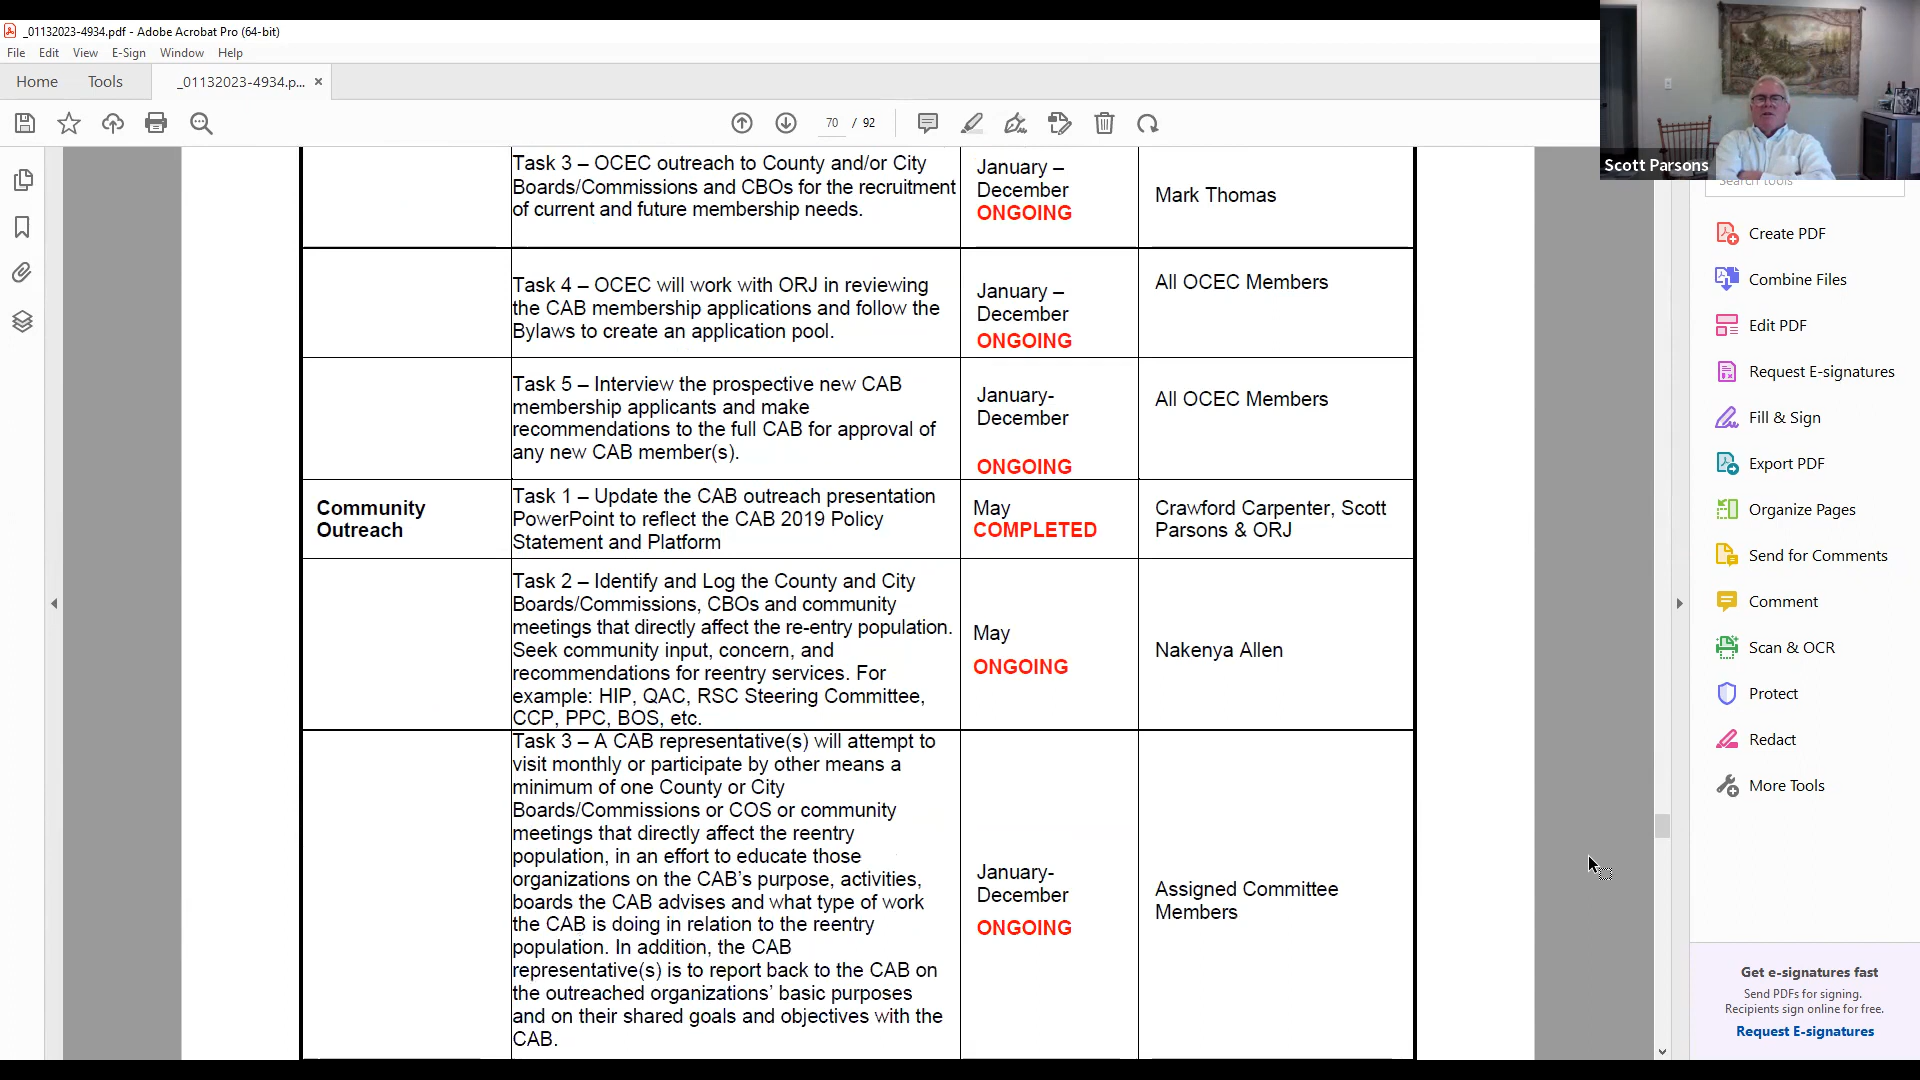 _01132023-4934.pdf - Adobe Acrobat Pro (64-bit)
File Edit View E-Sign Window Help
Home Tools _01132023-4934.p... ×
70 / 92
Scott Parsons
Search tools
Task 3 – OCEC outreach to County and/or City
Boards/Commissions and CBOs for the recruitment
of current and future membership needs.
January –
December
ONGOING
Mark Thomas
Task 4 – OCEC will work with ORJ in reviewing
the CAB membership applications and follow the
Bylaws to create an application pool.
January –
December
ONGOING
All OCEC Members
Task 5 – Interview the prospective new CAB
membership applicants and make
recommendations to the full CAB for approval of
any new CAB member(s).
January-
December
ONGOING
All OCEC Members
Community
Outreach
Task 1 – Update the CAB outreach presentation
PowerPoint to reflect the CAB 2019 Policy
Statement and Platform
May
COMPLETED
Crawford Carpenter, Scott
Parsons & ORJ
Task 2 – Identify and Log the County and City
Boards/Commissions, CBOs and community
meetings that directly affect the re-entry population.
Seek community input, concern, and
recommendations for reentry services. For
example: HIP, QAC, RSC Steering Committee,
CCP, PPC, BOS, etc.
May
ONGOING
Nakenya Allen
Task 3 – A CAB representative(s) will attempt to
visit monthly or participate by other means a
minimum of one County or City
Boards/Commissions or COS or community
meetings that directly affect the reentry
population, in an effort to educate those
organizations on the CAB's purpose, activities,
boards the CAB advises and what type of work
the CAB is doing in relation to the reentry
population. In addition, the CAB
representative(s) is to report back to the CAB on
the outreached organizations' basic purposes
and on their shared goals and objectives with the
CAB.
January-
December
ONGOING
Assigned Committee
Members
Create PDF
Combine Files
Edit PDF
Request E-signatures
Fill & Sign
Export PDF
Organize Pages
Send for Comments
Comment
Scan & OCR
Protect
Redact
More Tools
Get e-signatures fast
Send PDFs for signing.
Recipients sign online for free.
Request E-signatures